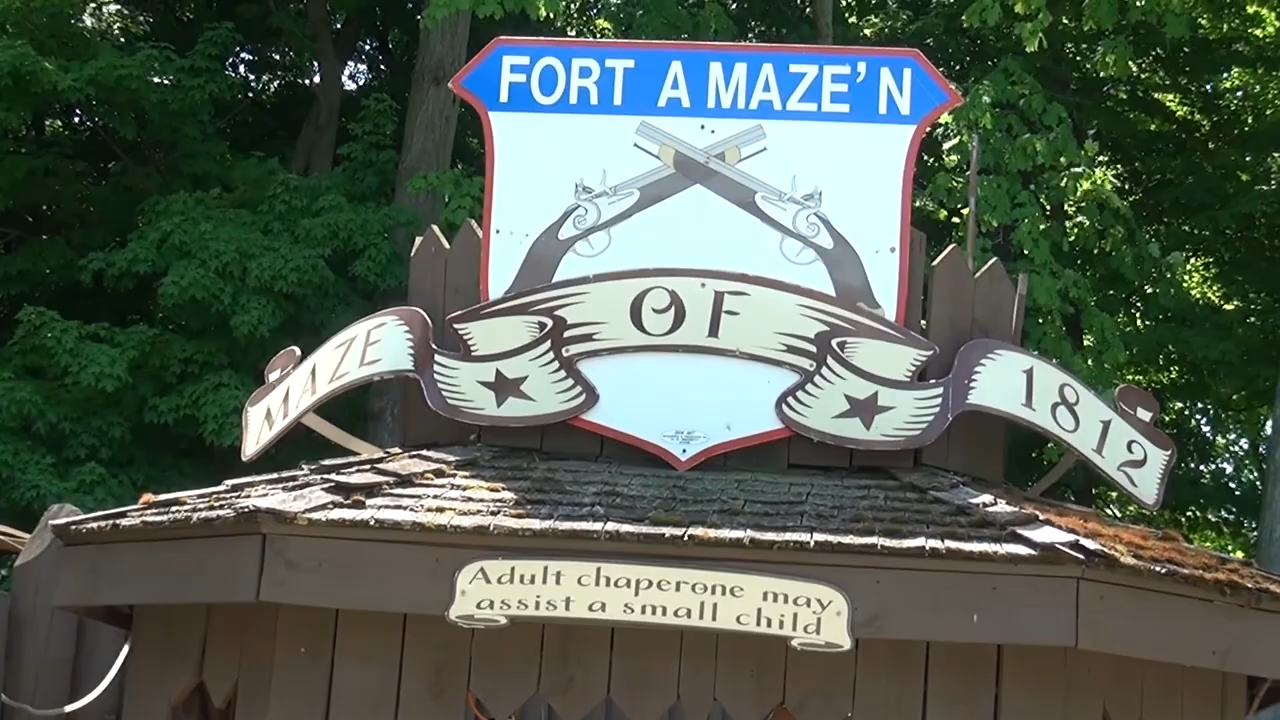 FORT A MAZE'N
MAZE OF 1812
Adult chaperone may
assist a small child